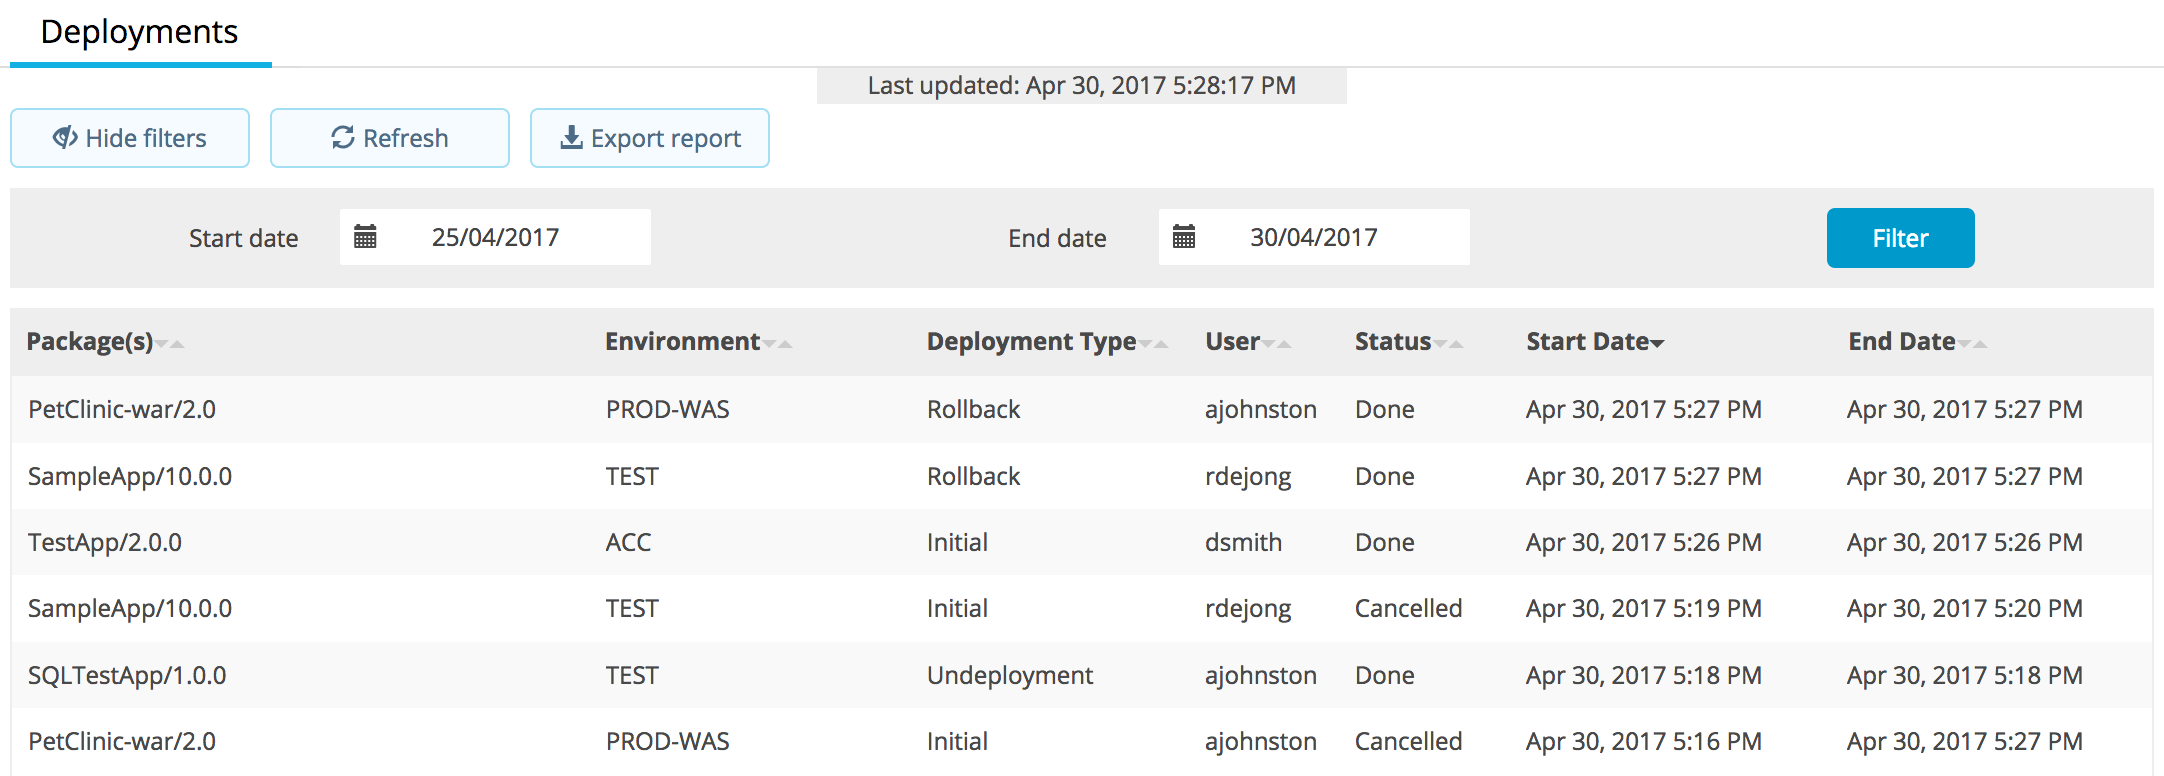 Deployments
Last updated: Apr 30, 2017 5:28:17 PM
Hide filters Refresh Export report
Start date 25/04/2017 End date 30/04/2017 Filter
Package(s) Environment Deployment Type User Status Start Date End Date
PetClinic-war/2.0 PROD-WAS Rollback ajohnston Done Apr 30, 2017 5:27 PM Apr 30, 2017 5:27 PM
SampleApp/10.0.0 TEST Rollback rdejong Done Apr 30, 2017 5:27 PM Apr 30, 2017 5:27 PM
TestApp/2.0.0 ACC Initial dsmith Done Apr 30, 2017 5:26 PM Apr 30, 2017 5:26 PM
SampleApp/10.0.0 TEST Initial rdejong Cancelled Apr 30, 2017 5:19 PM Apr 30, 2017 5:20 PM
SQLTestApp/1.0.0 TEST Undeployment ajohnston Done Apr 30, 2017 5:18 PM Apr 30, 2017 5:18 PM
PetClinic-war/2.0 PROD-WAS Initial ajohnston Cancelled Apr 30, 2017 5:16 PM Apr 30, 2017 5:27 PM